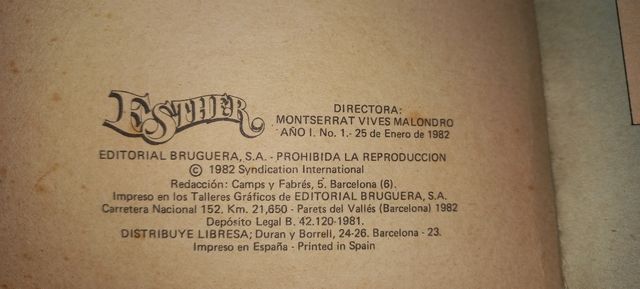 ESTHER
DIRECTORA:
MONTSERRAT VIVES MALONDRO
AÑO I. No. 1.- 25 de Enero de 1982
EDITORIAL BRUGUERA, S.A. - PROHIBIDA LA REPRODUCCION
© 1982 Syndication International
Redacción: Camps y Fabrés, 5. Barcelona (6).
Impreso en los Talleres Gráficos de EDITORIAL BRUGUERA, S.A.
Carretera Nacional 152. Km. 21,650 - Parets del Vallés (Barcelona) 1982
Depósito Legal B. 42.120-1981.
DISTRIBUYE LIBRESA; Duran y Borrell, 24-26. Barcelona - 23.
Impreso en España - Printed in Spain